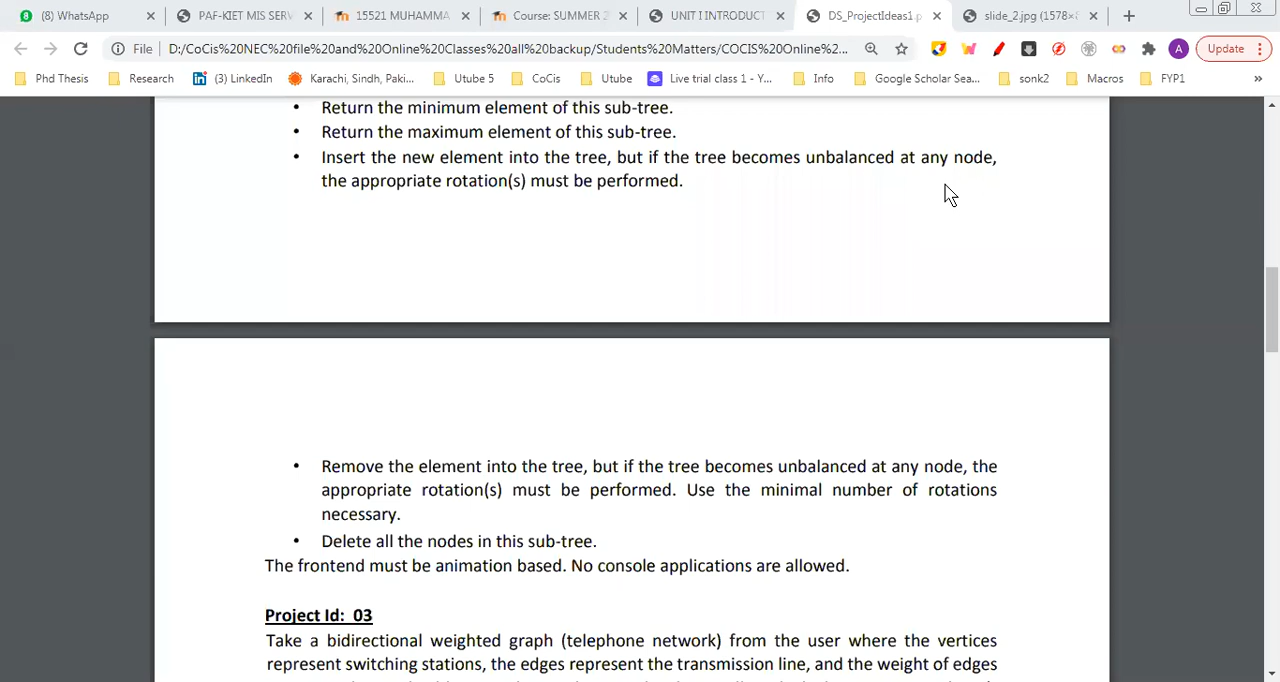 (8) WhatsApp
PAF-KIET MIS SERV
15521 MUHAMMA
Course: SUMMER 2
UNIT I INTRODUCT
DS_ProjectIdeas1.p
slide_2.jpg (1578×
File
D:/CoCis%20NEC%20file%20and%20Online%20Classes%20all%20backup/Students%20Matters/COCIS%20Online%2...
A
Update
Phd Thesis
Research
(3) LinkedIn
Karachi, Sindh, Paki...
Utube 5
CoCis
Utube
Live trial class 1 - Y...
Info
Google Scholar Sea...
sonk2
Macros
FYP1
»
• Return the minimum element of this sub-tree.
• Return the maximum element of this sub-tree.
• Insert the new element into the tree, but if the tree becomes unbalanced at any node,
the appropriate rotation(s) must be performed.
• Remove the element into the tree, but if the tree becomes unbalanced at any node, the
appropriate rotation(s) must be performed. Use the minimal number of rotations
necessary.
• Delete all the nodes in this sub-tree.
The frontend must be animation based. No console applications are allowed.
Project Id: 03
Take a bidirectional weighted graph (telephone network) from the user where the vertices
represent switching stations, the edges represent the transmission line, and the weight of edges